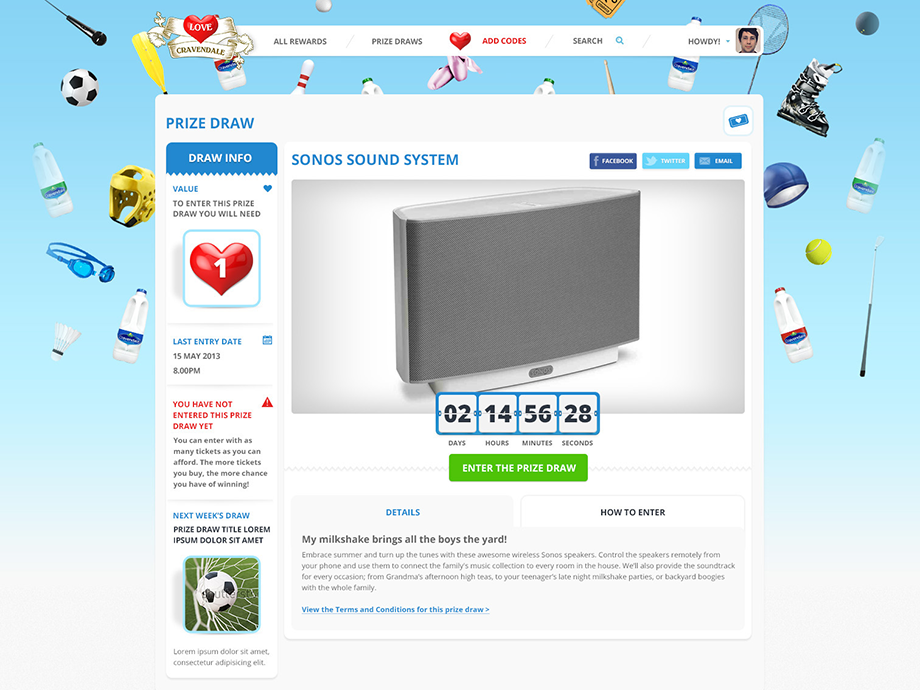 LOVE
CRAVENDALE
ALL REWARDS
PRIZE DRAWS
ADD CODES
SEARCH
HOWDY!
PRIZE DRAW
DRAW INFO
VALUE
TO ENTER THIS PRIZE
DRAW YOU WILL NEED
1
LAST ENTRY DATE
15 MAY 2013
8.00PM
YOU HAVE NOT
ENTERED THIS PRIZE
DRAW YET
You can enter with as
many tickets as you can
afford. The more tickets
you buy, the more chance
you have of winning!
NEXT WEEK'S DRAW
PRIZE DRAW TITLE LOREM
IPSUM DOLOR SIT AMET
Lorem ipsum dolor sit amet,
consectetur adipisicing elit.
SONOS SOUND SYSTEM
FACEBOOK
TWITTER
EMAIL
02 14 56 28
DAYS HOURS MINUTES SECONDS
ENTER THE PRIZE DRAW
DETAILS
HOW TO ENTER
My milkshake brings all the boys the yard!
Embrace summer and turn up the tunes with these awesome wireless Sonos speakers. Control the speakers remotely from
your phone and use them to connect the family's music collection to every room in the house. We'll also provide the soundtrack
for every occasion; from Grandma's afternoon high teas, to your teenager's late night milkshake parties, or backyard boogies
with the whole family.
View the Terms and Conditions for this prize draw >